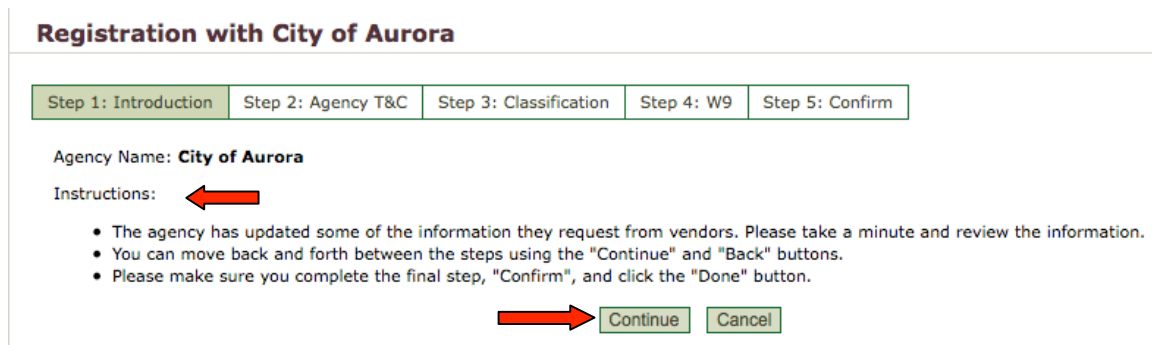 Registration with City of Aurora
Step 1: Introduction Step 2: Agency T&C Step 3: Classification Step 4: W9 Step 5: Confirm
Agency Name: City of Aurora
Instructions:
• The agency has updated some of the information they request from vendors. Please take a minute and review the information.
• You can move back and forth between the steps using the "Continue" and "Back" buttons.
• Please make sure you complete the final step, "Confirm", and click the "Done" button.
Continue Cancel